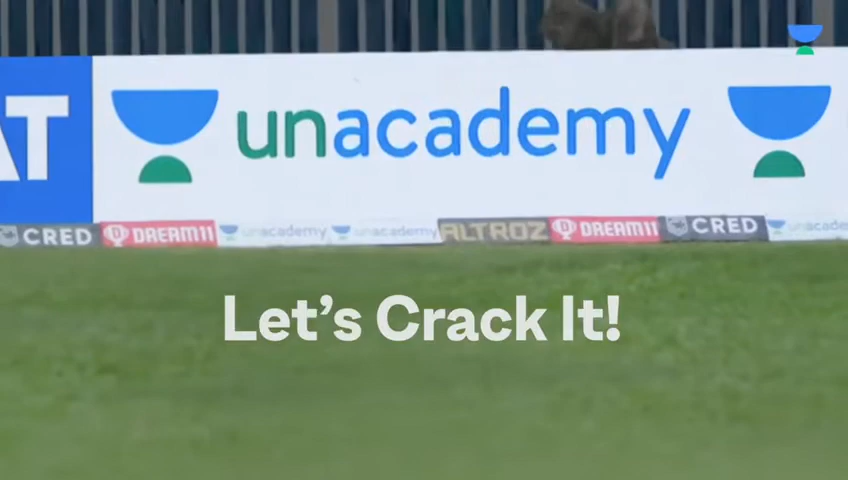 AT unacademy
CRED DREAM11 unacademy unacademy ALTROZ DREAM11 CRED unacade
Let's Crack It!